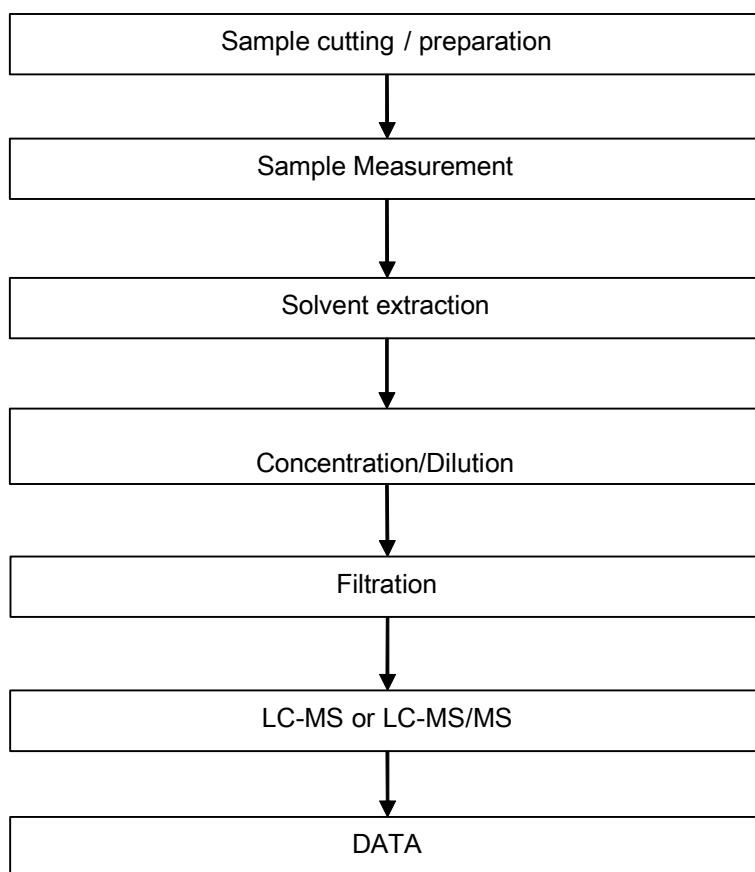 Sample cutting / preparation
Sample Measurement
Solvent extraction
Concentration/Dilution
Filtration
LC-MS or LC-MS/MS
DATA